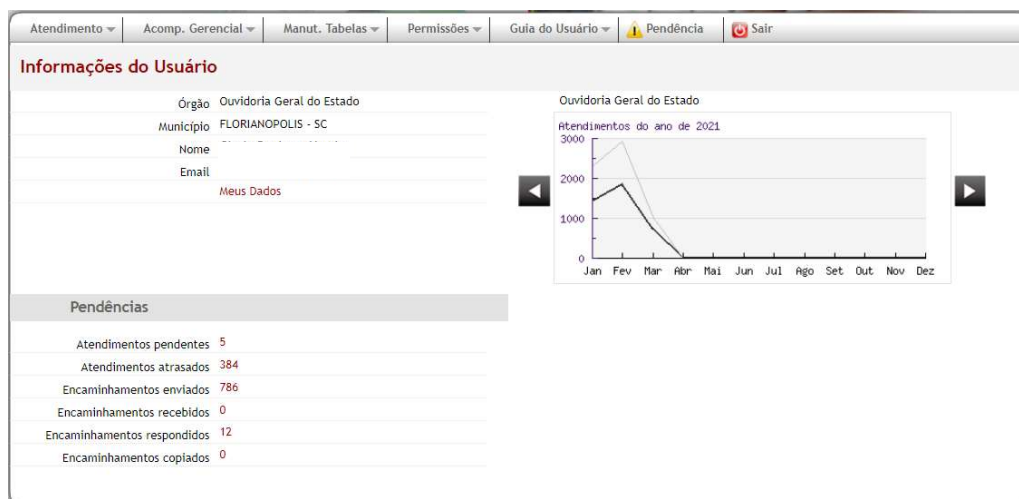 Atendimento Acomp. Gerencial Manut. Tabelas Permissões Guia do Usuário Pendência Sair
Informações do Usuário
Órgão Ouvidoria Geral do Estado
Município FLORIANOPOLIS - SC
Nome
Email
Meus Dados
Ouvidoria Geral do Estado
Atendimentos do ano de 2021
3000
2000
1000
0
Jan Fev Mar Abr Mai Jun Jul Ago Set Out Nov Dez
Pendências
Atendimentos pendentes 5
Atendimentos atrasados 384
Encaminhamentos enviados 786
Encaminhamentos recebidos 0
Encaminhamentos respondidos 12
Encaminhamentos copiados 0